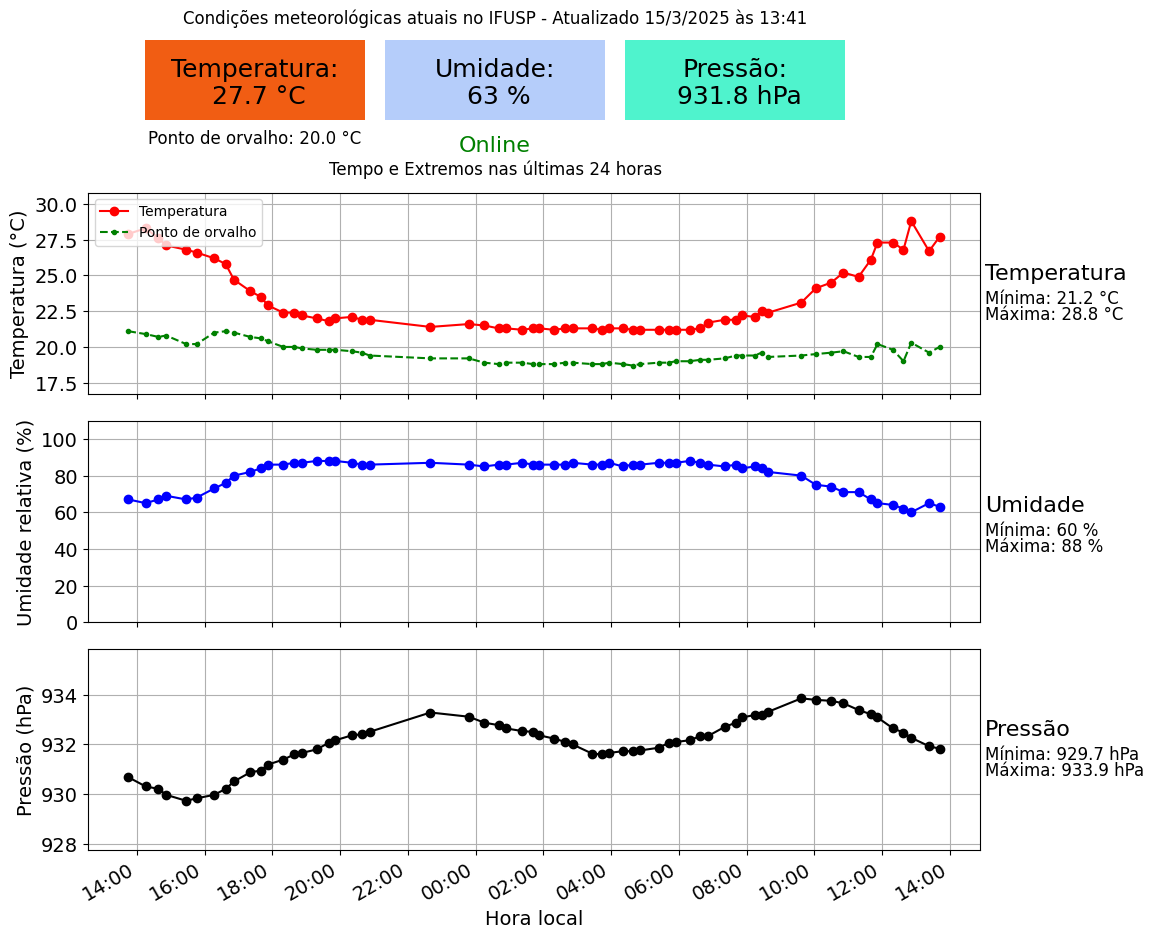 Condições meteorológicas atuais no IFUSP - Atualizado 15/3/2025 às 13:41
Temperatura:
27.7 °C
Umidade:
63 %
Pressão:
931.8 hPa
Ponto de orvalho: 20.0 °C
Online
Tempo e Extremos nas últimas 24 horas
Temperatura (°C)
30.0
27.5
25.0
22.5
20.0
17.5
Temperatura
Ponto de orvalho
Temperatura
Mínima: 21.2 °C
Máxima: 28.8 °C
Umidade relativa (%)
100
80
60
40
20
0
Umidade
Mínima: 60 %
Máxima: 88 %
Pressão (hPa)
934
932
930
928
Pressão
Mínima: 929.7 hPa
Máxima: 933.9 hPa
14:00 16:00 18:00 20:00 22:00 00:00 02:00 04:00 06:00 08:00 10:00 12:00 14:00
Hora local